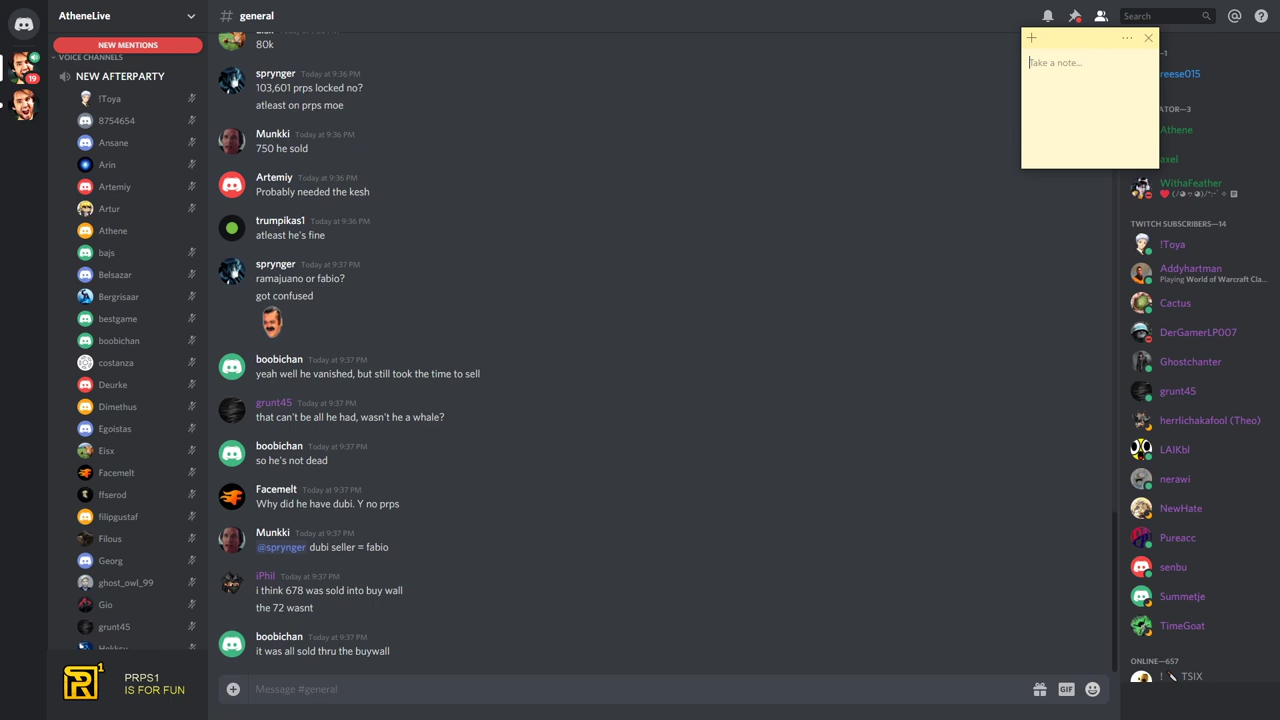 AtheneLive
# general
Search
NEW MENTIONS
VOICE CHANNELS
NEW AFTERPARTY
!Toya
8754654
Ansane
Arin
Artemiy
Artur
Athene
bajs
Belsazar
Bergrisaar
bestgame
boobichan
costanza
Deurke
Dimethus
Egoistas
Eisx
Facemelt
ffserod
filipgustaf
Filous
Georg
ghost_owl_99
Gio
grunt45
PRPS1
IS FOR FUN
19
80k
sprynger Today at 9:36 PM
103,601 prps locked no?
atleast on prps moe
Munkki Today at 9:36 PM
750 he sold
Artemiy Today at 9:36 PM
Probably needed the kesh
trumpikas1 Today at 9:36 PM
atleast he's fine
sprynger Today at 9:37 PM
ramajuano or fabio?
got confused
boobichan Today at 9:37 PM
yeah well he vanished, but still took the time to sell
grunt45 Today at 9:37 PM
that can't be all he had, wasn't he a whale?
boobichan Today at 9:37 PM
so he's not dead
Facemelt Today at 9:37 PM
Why did he have dubi. Y no prps
Munkki Today at 9:37 PM
@sprynger dubi seller = fabio
iPhil Today at 9:37 PM
i think 678 was sold into buy wall
the 72 wasnt
boobichan Today at 9:37 PM
it was all sold thru the buywall
Message #general
GIF
Take a note...
—1
reese015
ATOR—3
Athene
axel
WithaFeather
TWITCH SUBSCRIBERS—14
!Toya
Addyhartman
Playing World of Warcraft Cla...
Cactus
DerGamerLP007
Ghostchanter
grunt45
herrlichakafool (Theo)
LAIKbl
nerawi
NewHate
Pureacc
senbu
Summetje
TimeGoat
ONLINE—657
! TSIX